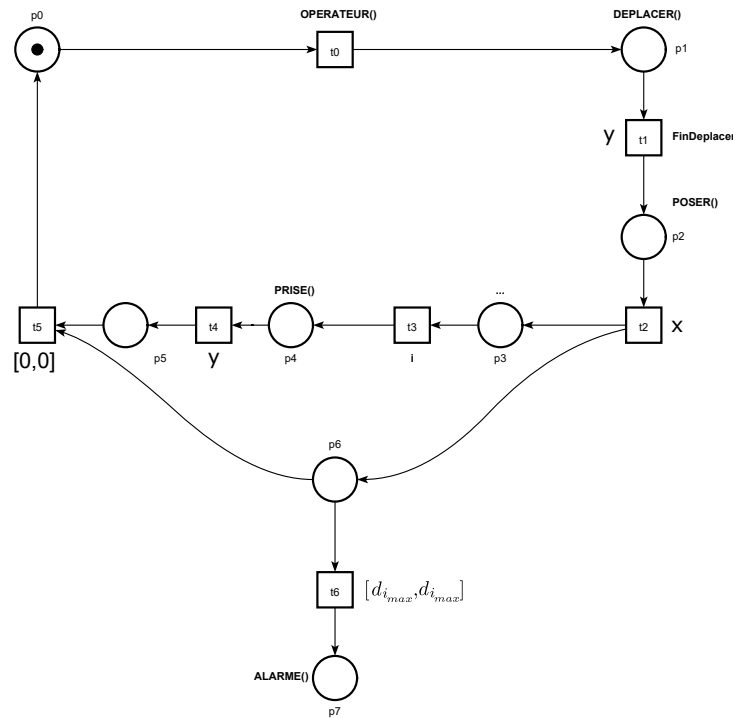 p0
OPERATEUR()
DEPLACER()
t0
p1
y
t1
FinDeplacer
POSER()
p2
PRISE()
...
t5
t4
t3
t2
x
p5
p4
p3
[0,0]
y
i
p6
t6
[d_{i_{max}},d_{i_{max}}]
ALARME()
p7